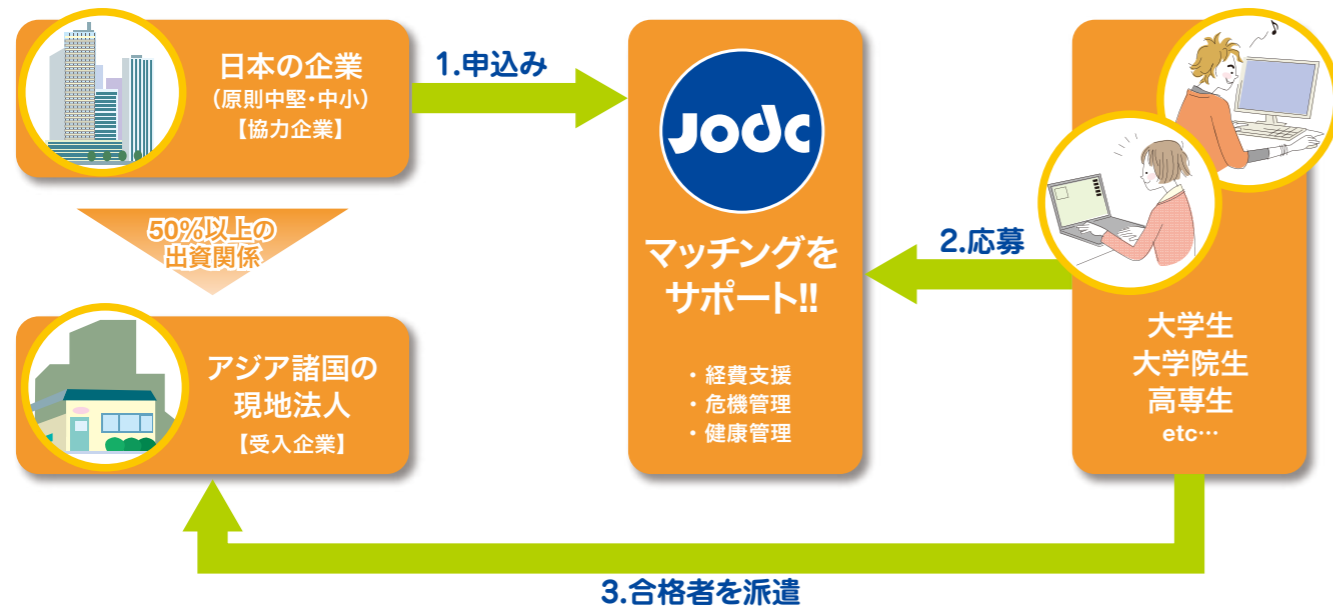 日本の企業
（原則中堅・中小）
【協力企業】
1.申込み
50%以上の
出資関係
アジア諸国の
現地法人
【受入企業】
JODC
マッチングを
サポート!!
・経費支援
・危機管理
・健康管理
2.応募
大学生
大学院生
高専生
etc…
3.合格者を派遣